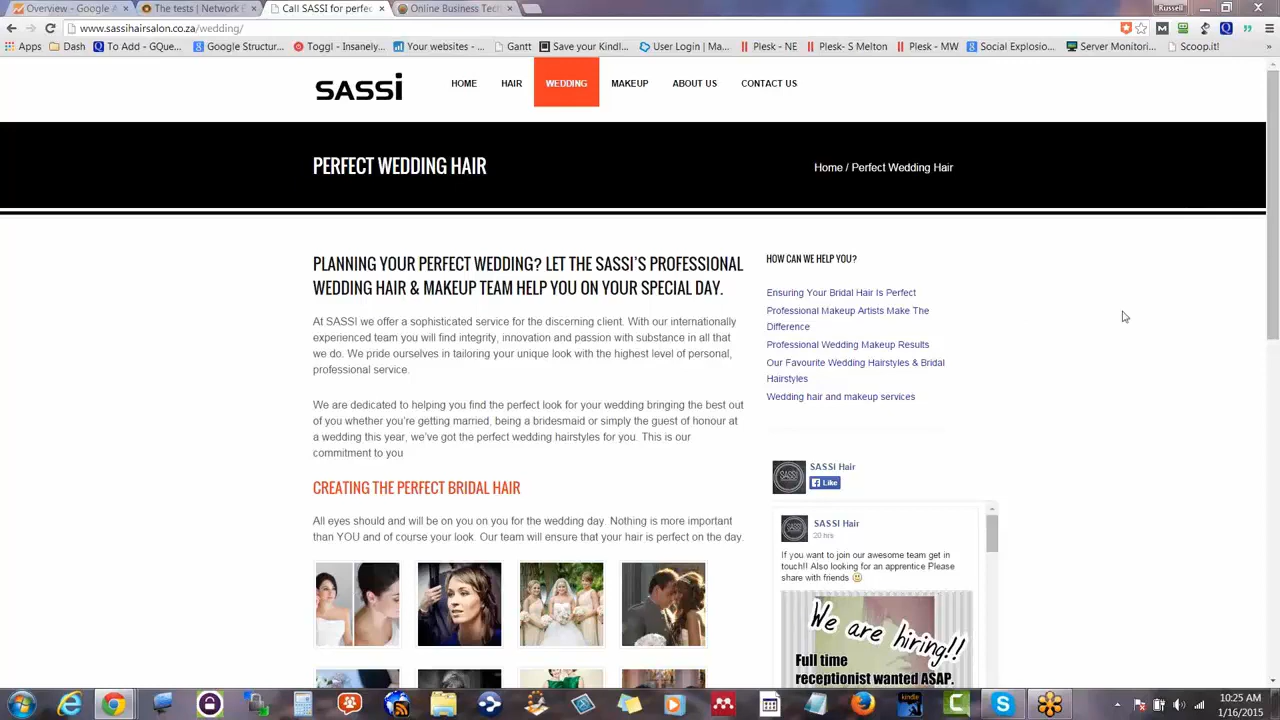 Overview - Google A
The tests | Network E
Call SASSI for perfec
Online Business Tech
Russell
www.sassihairsalon.co.za/wedding/
Apps
Dash
To Add - GQue...
Google Structur...
Toggl - Insanely...
Your websites - ...
Gantt
Save your Kindl...
User Login | Ma...
Plesk - NE
Plesk- S Melton
Plesk - MW
Social Explosio...
Server Monitori...
Scoop.it!
SASSi
HOME
HAIR
WEDDING
MAKEUP
ABOUT US
CONTACT US
PERFECT WEDDING HAIR
Home / Perfect Wedding Hair
PLANNING YOUR PERFECT WEDDING? LET THE SASSI'S PROFESSIONAL
WEDDING HAIR & MAKEUP TEAM HELP YOU ON YOUR SPECIAL DAY.
At SASSI we offer a sophisticated service for the discerning client. With our internationally
experienced team you will find integrity, innovation and passion with substance in all that
we do. We pride ourselves in tailoring your unique look with the highest level of personal,
professional service.
We are dedicated to helping you find the perfect look for your wedding bringing the best out
of you whether you're getting married, being a bridesmaid or simply the guest of honour at
a wedding this year, we've got the perfect wedding hairstyles for you. This is our
commitment to you
CREATING THE PERFECT BRIDAL HAIR
All eyes should and will be on you on you for the wedding day. Nothing is more important
than YOU and of course your look. Our team will ensure that your hair is perfect on the day.
HOW CAN WE HELP YOU?
Ensuring Your Bridal Hair Is Perfect
Professional Makeup Artists Make The
Difference
Professional Wedding Makeup Results
Our Favourite Wedding Hairstyles & Bridal
Hairstyles
Wedding hair and makeup services
SASSI Hair
Like
SASSI Hair
20 hrs
If you want to join our awesome team get in
touch!! Also looking for an apprentice Please
share with friends
We are hiring!!
Full time
receptionist wanted ASAP.
kindle
10:25 AM
1/16/2015